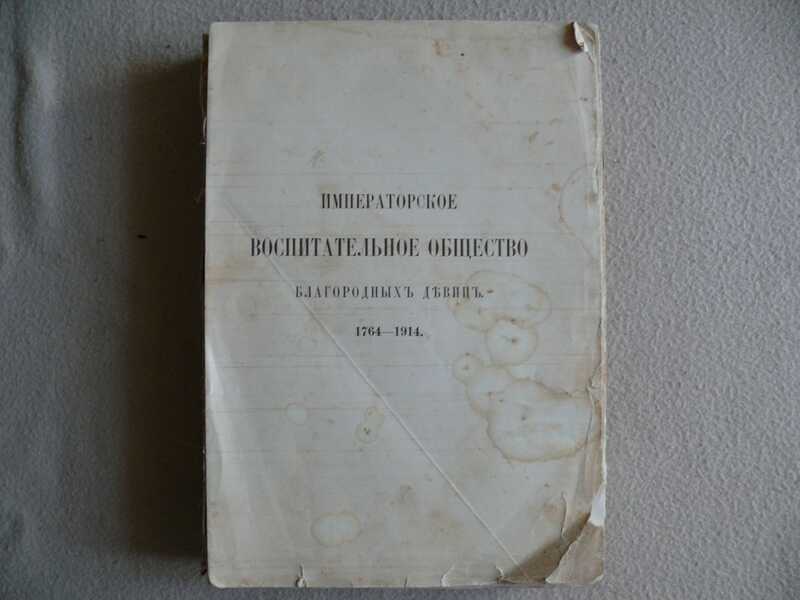 ИМПЕРАТОРСКОЕ
ВОСПИТАТЕЛЬНОЕ ОБЩЕСТВО
БЛАГОРОДНЫХЪ ДѢВИЦЪ.
1764—1914.